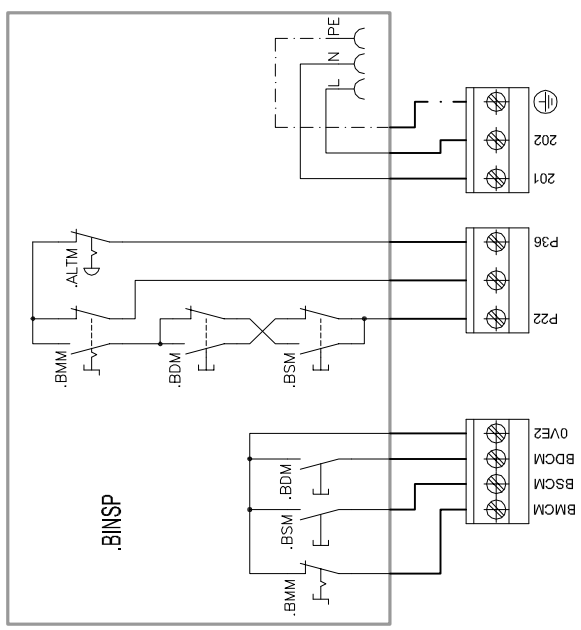 PE
N
L
202
201
.ALTM
P36
.BMM
.BDM
.BSM
P22
0VE2
BDCM
BSCM
BMCM
.BDM
.BSM
.BMM
.BINSP